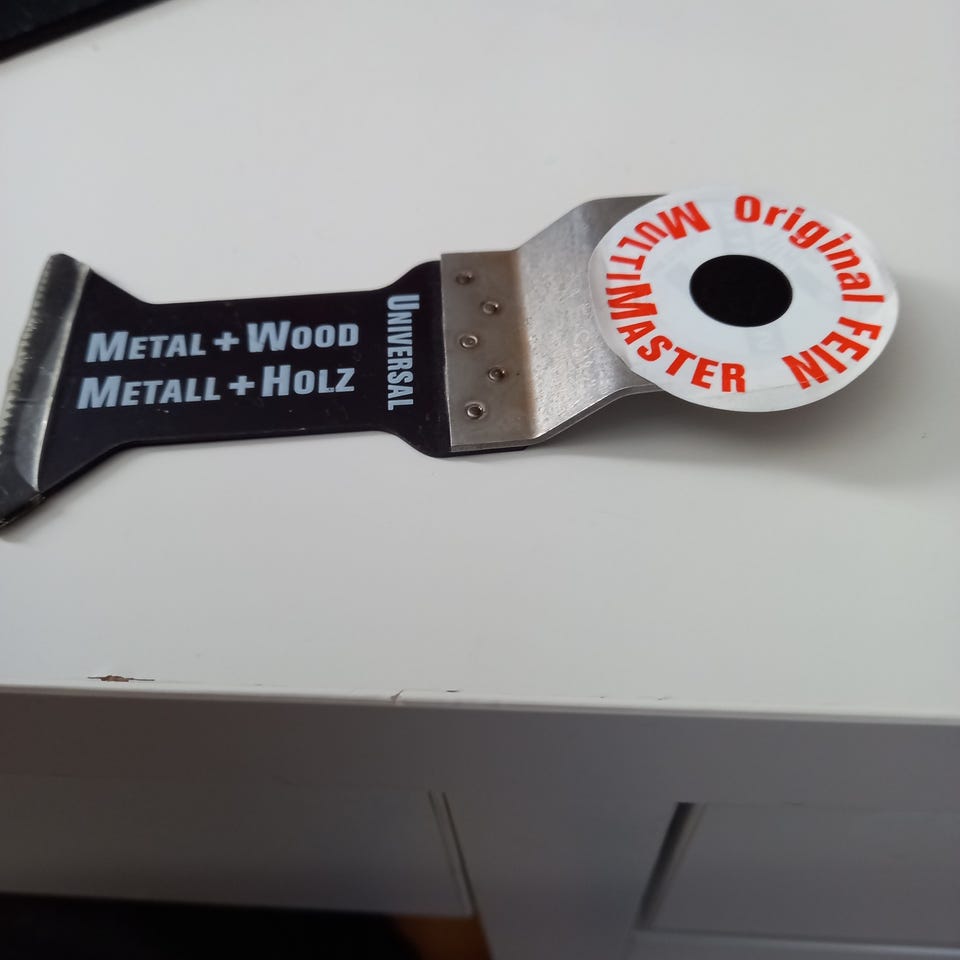 METAL + WOOD
METALL + HOLZ
UNIVERSAL
Original FEIN
MULTIMASTER